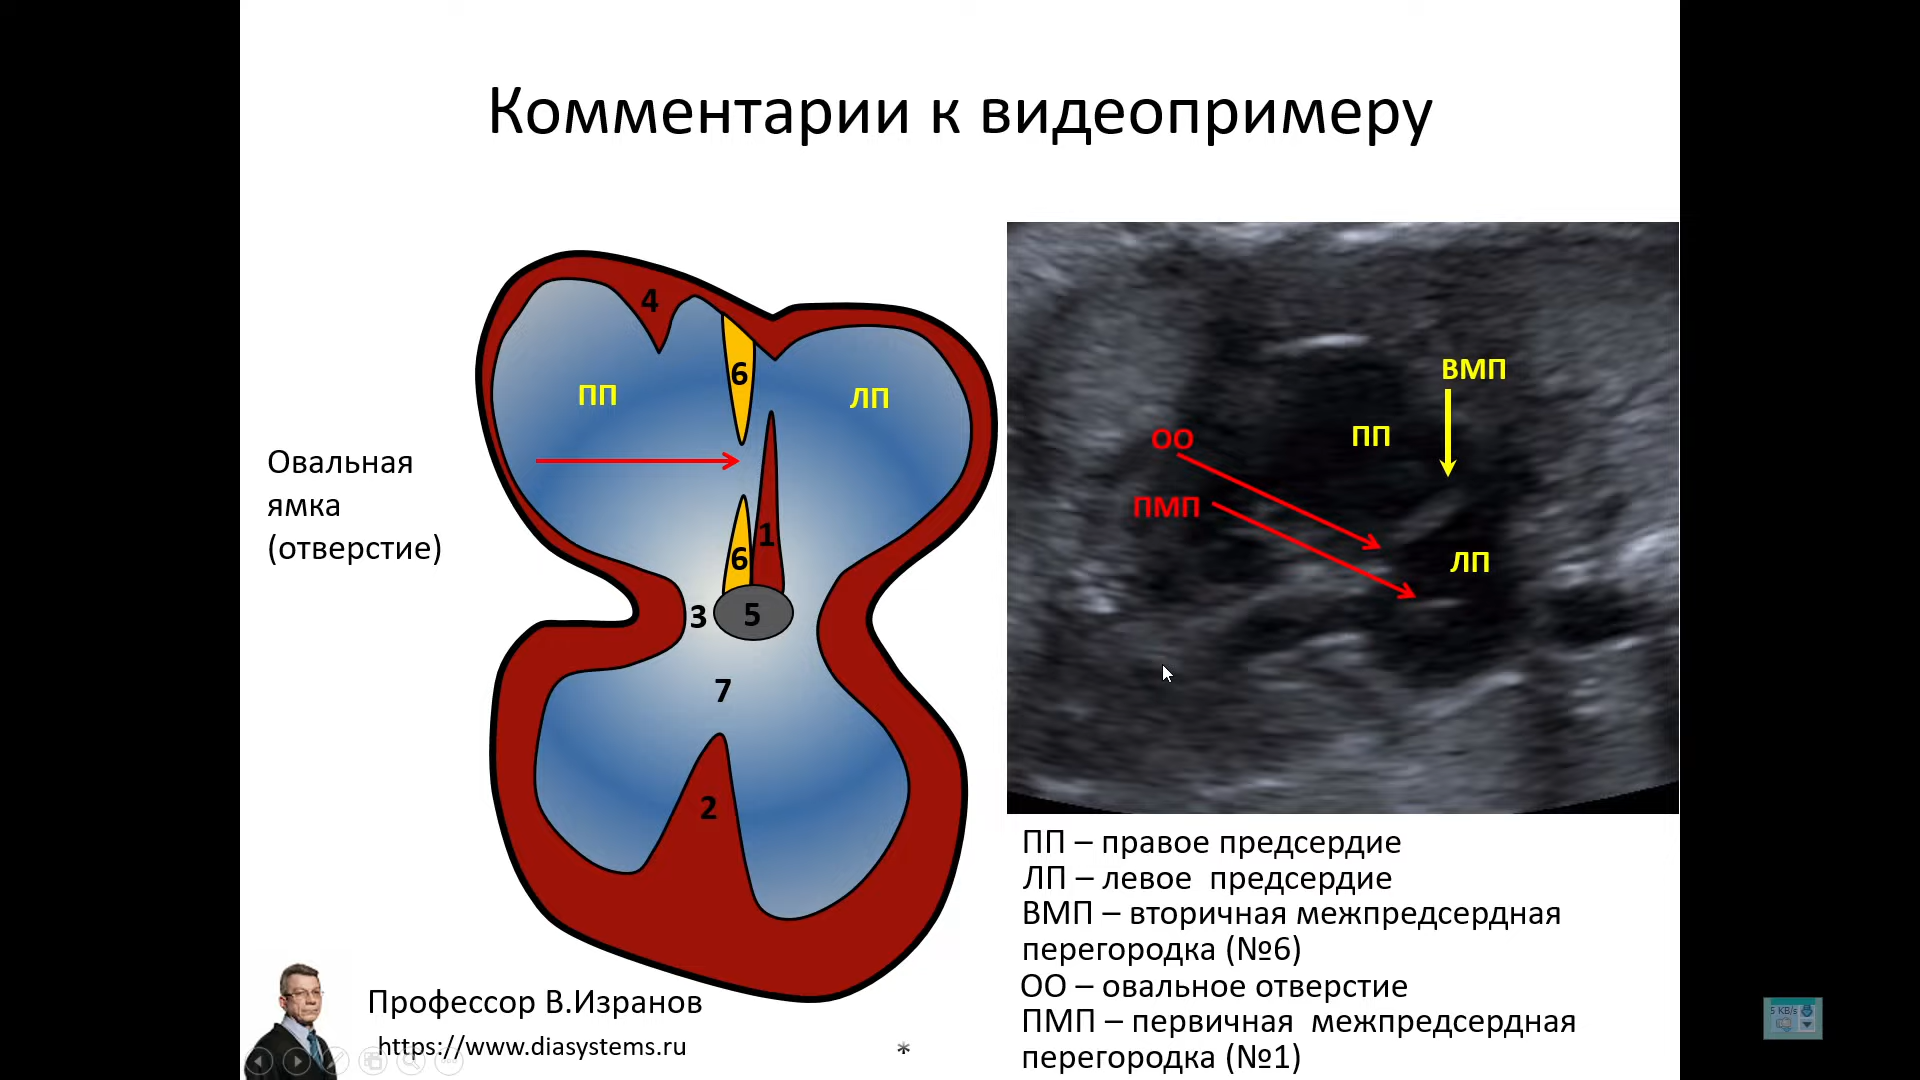 Комментарии к видеопримеру
4
6
ПП
ЛП
Овальная
ямка
(отверстие)
1
6
3
5
7
2
ВМП
ПП
ОО
ПМП
ЛП
ПП – правое предсердие
ЛП – левое предсердие
ВМП – вторичная межпредсердная
перегородка (№6)
ОО – овальное отверстие
ПМП – первичная межпредсердная
перегородка (№1)
Профессор В.Изранов
https://www.diasystems.ru
*
5 KB/s